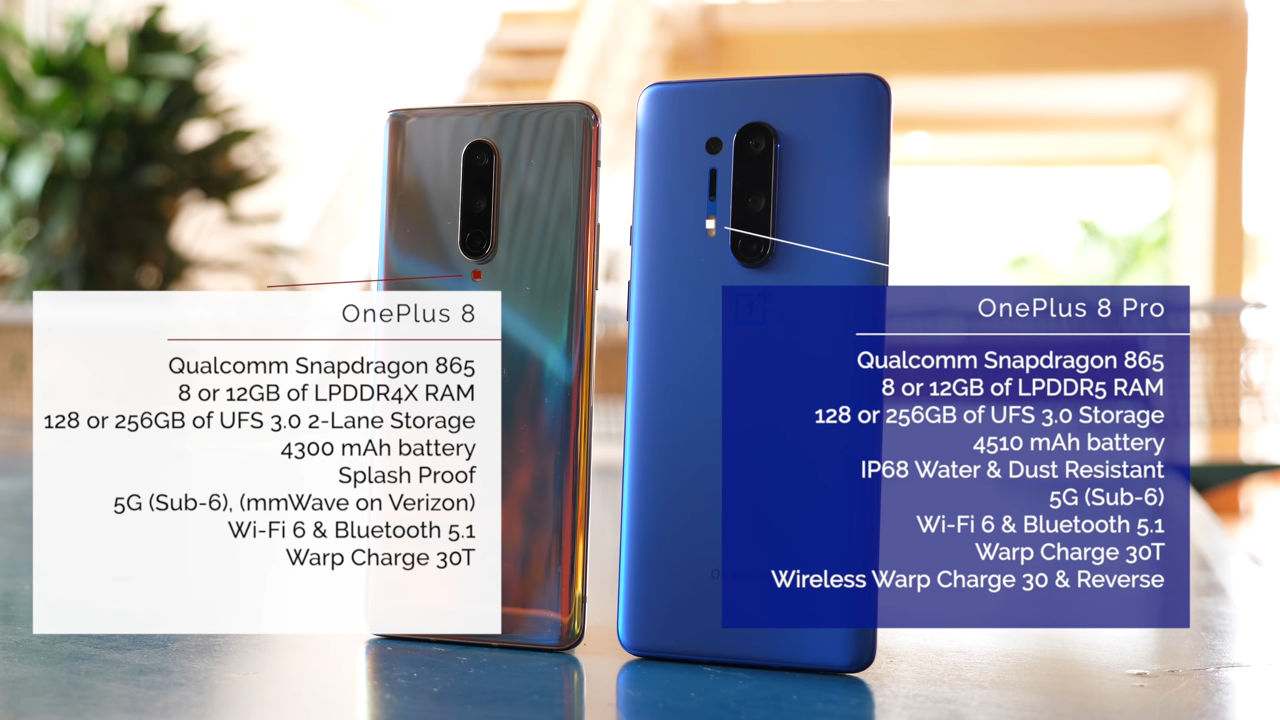 OnePlus 8
Qualcomm Snapdragon 865
8 or 12GB of LPDDR4X RAM
128 or 256GB of UFS 3.0 2-Lane Storage
4300 mAh battery
Splash Proof
5G (Sub-6), (mmWave on Verizon)
Wi-Fi 6 & Bluetooth 5.1
Warp Charge 30T
OnePlus 8 Pro
Qualcomm Snapdragon 865
8 or 12GB of LPDDR5 RAM
128 or 256GB of UFS 3.0 Storage
4510 mAh battery
IP68 Water & Dust Resistant
5G (Sub-6)
Wi-Fi 6 & Bluetooth 5.1
Warp Charge 30T
Wireless Warp Charge 30 & Reverse